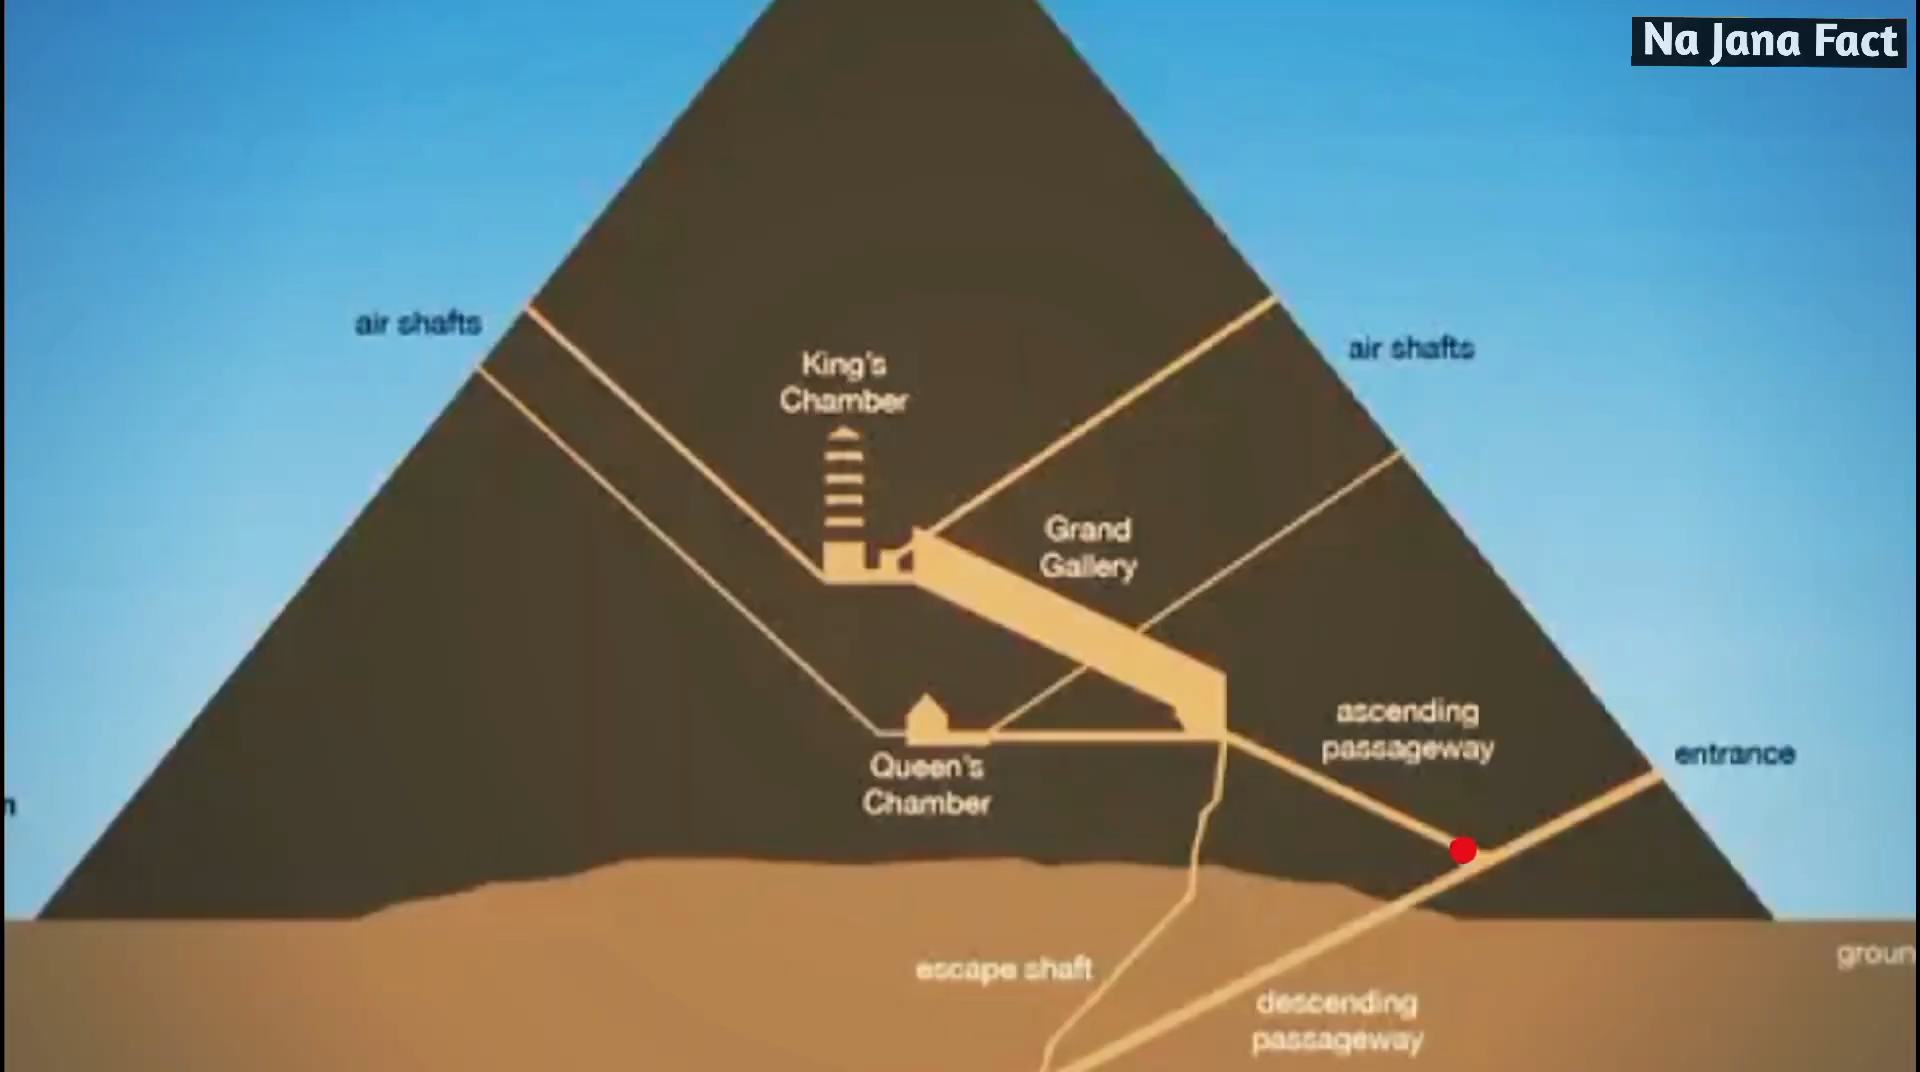 Na Jana Fact
air shafts
air shafts
King's
Chamber
Grand
Gallery
ascending
passageway
entrance
Queen's
Chamber
escape shaft
descending
passageway